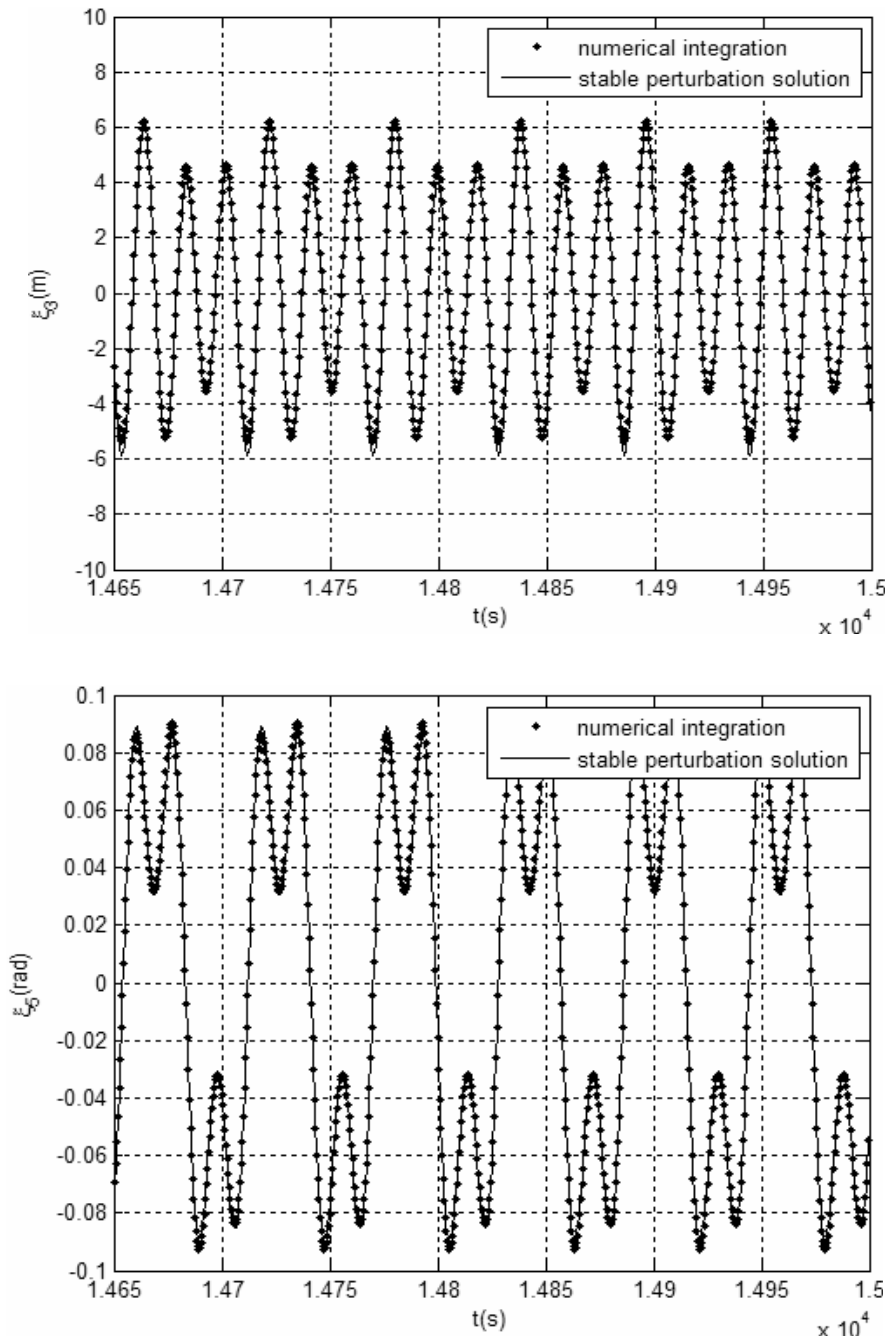 10
8
6
4
2
0
-2
-4
-6
-8
-10
ξ3(m)
numerical integration
stable perturbation solution
1.465 1.47 1.475 1.48 1.485 1.49 1.495 1.5
t(s)
x 10^4
0.1
0.08
0.06
0.04
0.02
0
-0.02
-0.04
-0.06
-0.08
-0.1
ξ5(rad)
numerical integration
stable perturbation solution
1.465 1.47 1.475 1.48 1.485 1.49 1.495 1.5
t(s)
x 10^4